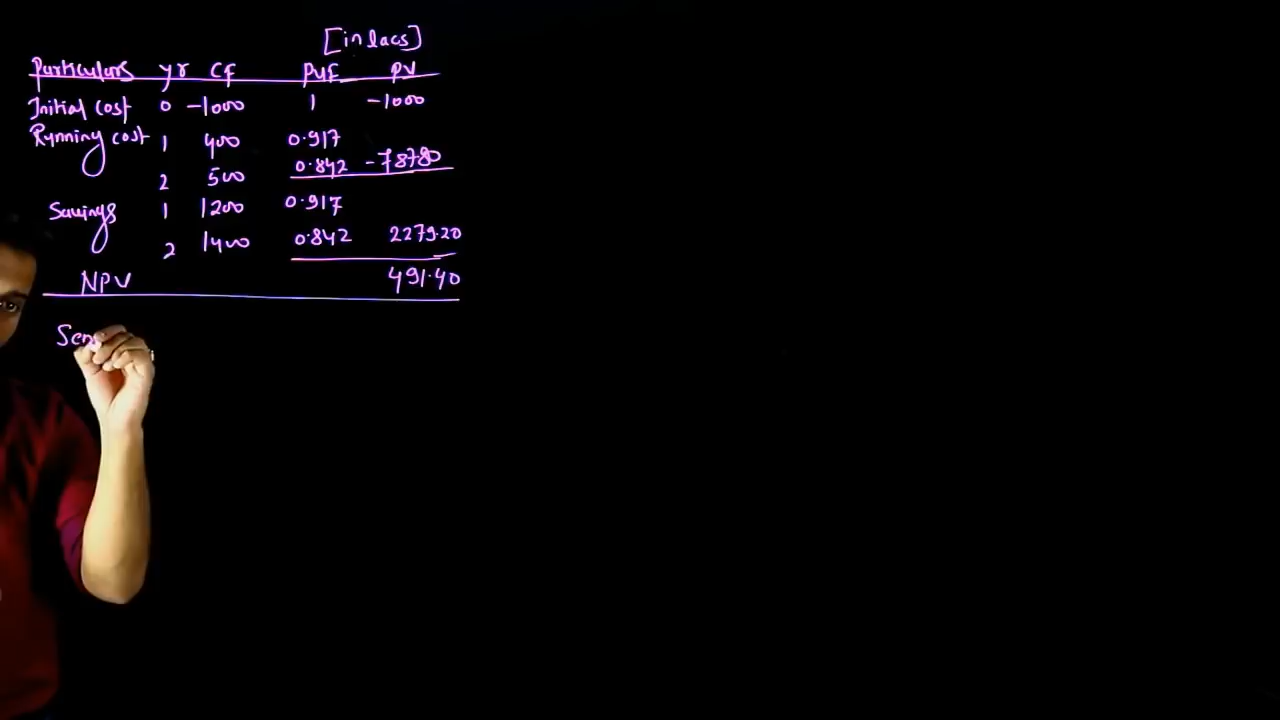 [in lacs]
Particulars yr Cf PVF PV
Initial cost 0 -1000 1 -1000
Running cost 1 400 0.917
2 500 0.842 -787.80
Savings 1 1200 0.917
2 1400 0.842 2279.20
NPV 491.40
Sens